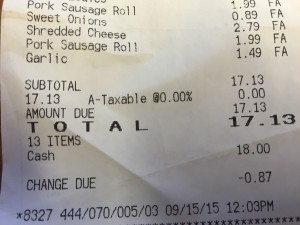 Pork Sausage Roll 1.99 FA
Sweet Onions 0.89 FA
Shredded Cheese 2.79 FA
Pork Sausage Roll 1.99 FA
Garlic 1.49 FA
SUBTOTAL 17.13
17.13 A-Taxable @0.00% 0.00
AMOUNT DUE 17.13
TOTAL 17.13
13 ITEMS
Cash 18.00
CHANGE DUE -0.87
*8327 444/070/005/03 09/15/15 12:03PM